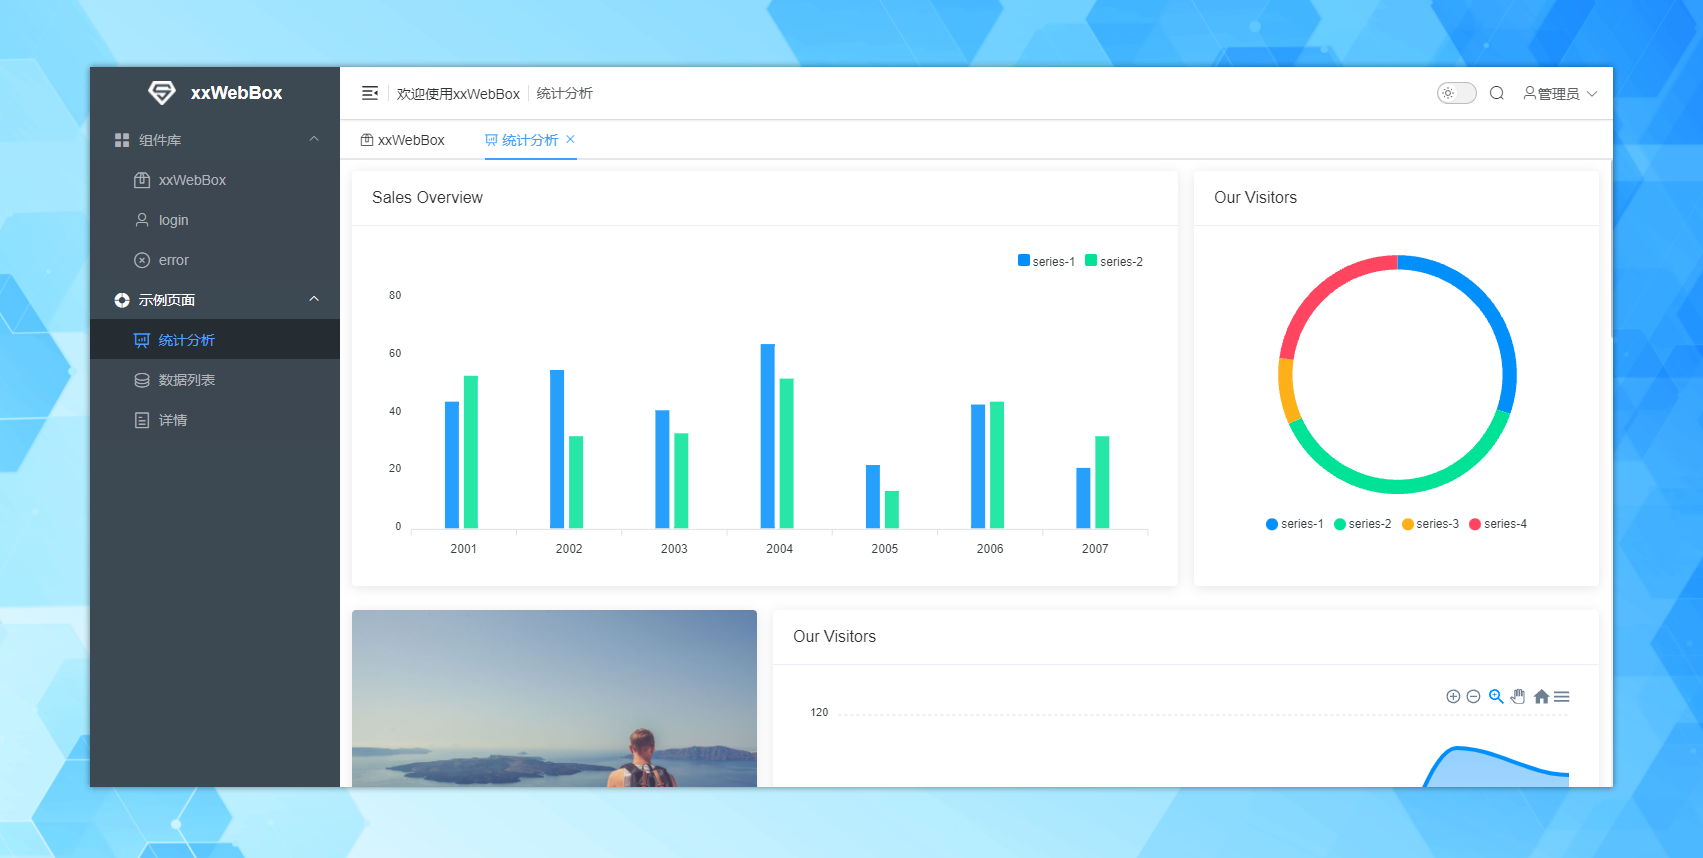 xxWebBox
组件库
xxWebBox
login
error
示例页面
统计分析
数据列表
详情
欢迎使用xxWebBox
统计分析
管理员
xxWebBox
统计分析
Sales Overview
series-1 series-2
80
60
40
20
0
2001 2002 2003 2004 2005 2006 2007
Our Visitors
series-1 series-2 series-3 series-4
Our Visitors
120